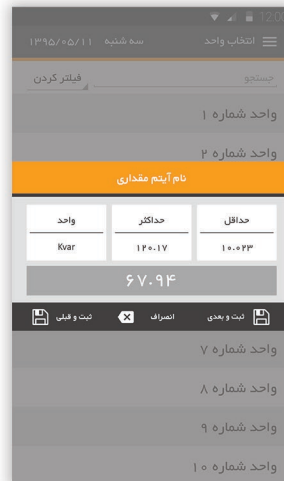 12:00
انتخاب واحد سه شنبه ۱۳۹۵/۰۵/۱۱
جستجو فیلتر کردن
واحد شماره ۱
واحد شماره ۲
نام آیتم مقداری
حداقل حداکثر واحد
۱۰.۰۲۳ ۱۲۰.۱۷ Kvar
۶۷.۹۴
ثبت و بعدی انصراف ثبت و قبلی
واحد شماره ۷
واحد شماره ۸
واحد شماره ۹
واحد شماره ۱۰